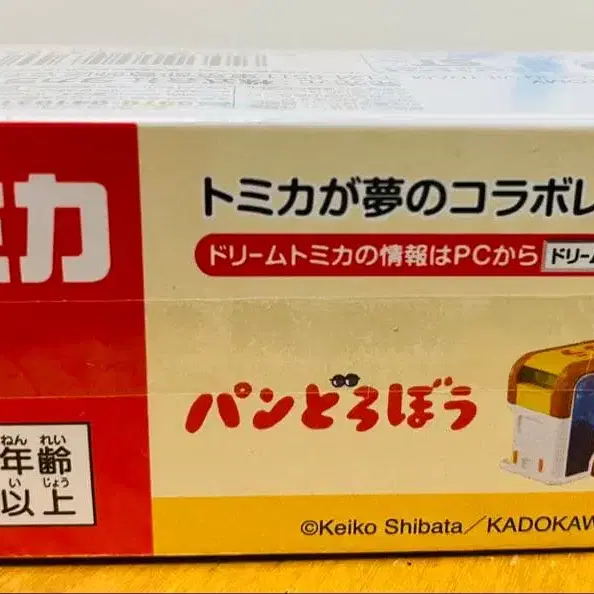 ミカ
トミカが夢のコラボレ
ドリームトミカの情報はPCから ドリーム
パンどろぼう
ねん れい
年齢
い じょう
以上
©Keiko Shibata／KADOKAW